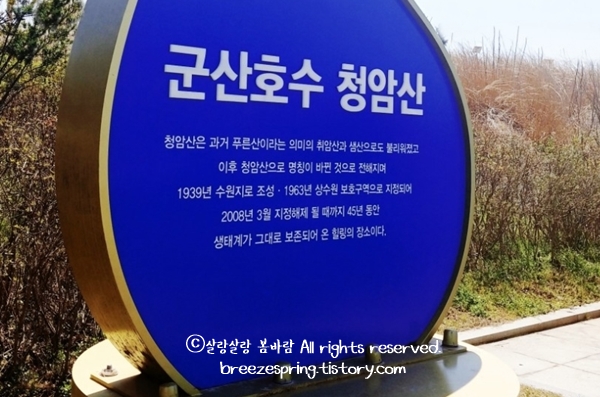 군산호수 청암산
청암산은 과거 푸른산이라는 의미의 취암산과 샘산으로도 불리워졌고
이후 청암산으로 명칭이 바뀐 것으로 전해지며
1939년 수원지로 조성 · 1963년 상수원 보호구역으로 지정되어
2008년 3월 지정해제 될 때까지 45년 동안
생태계가 그대로 보존되어 온 힐링의 장소이다.
©살랑살랑 봄바람 All rights reserved
breezespring.tistory.com